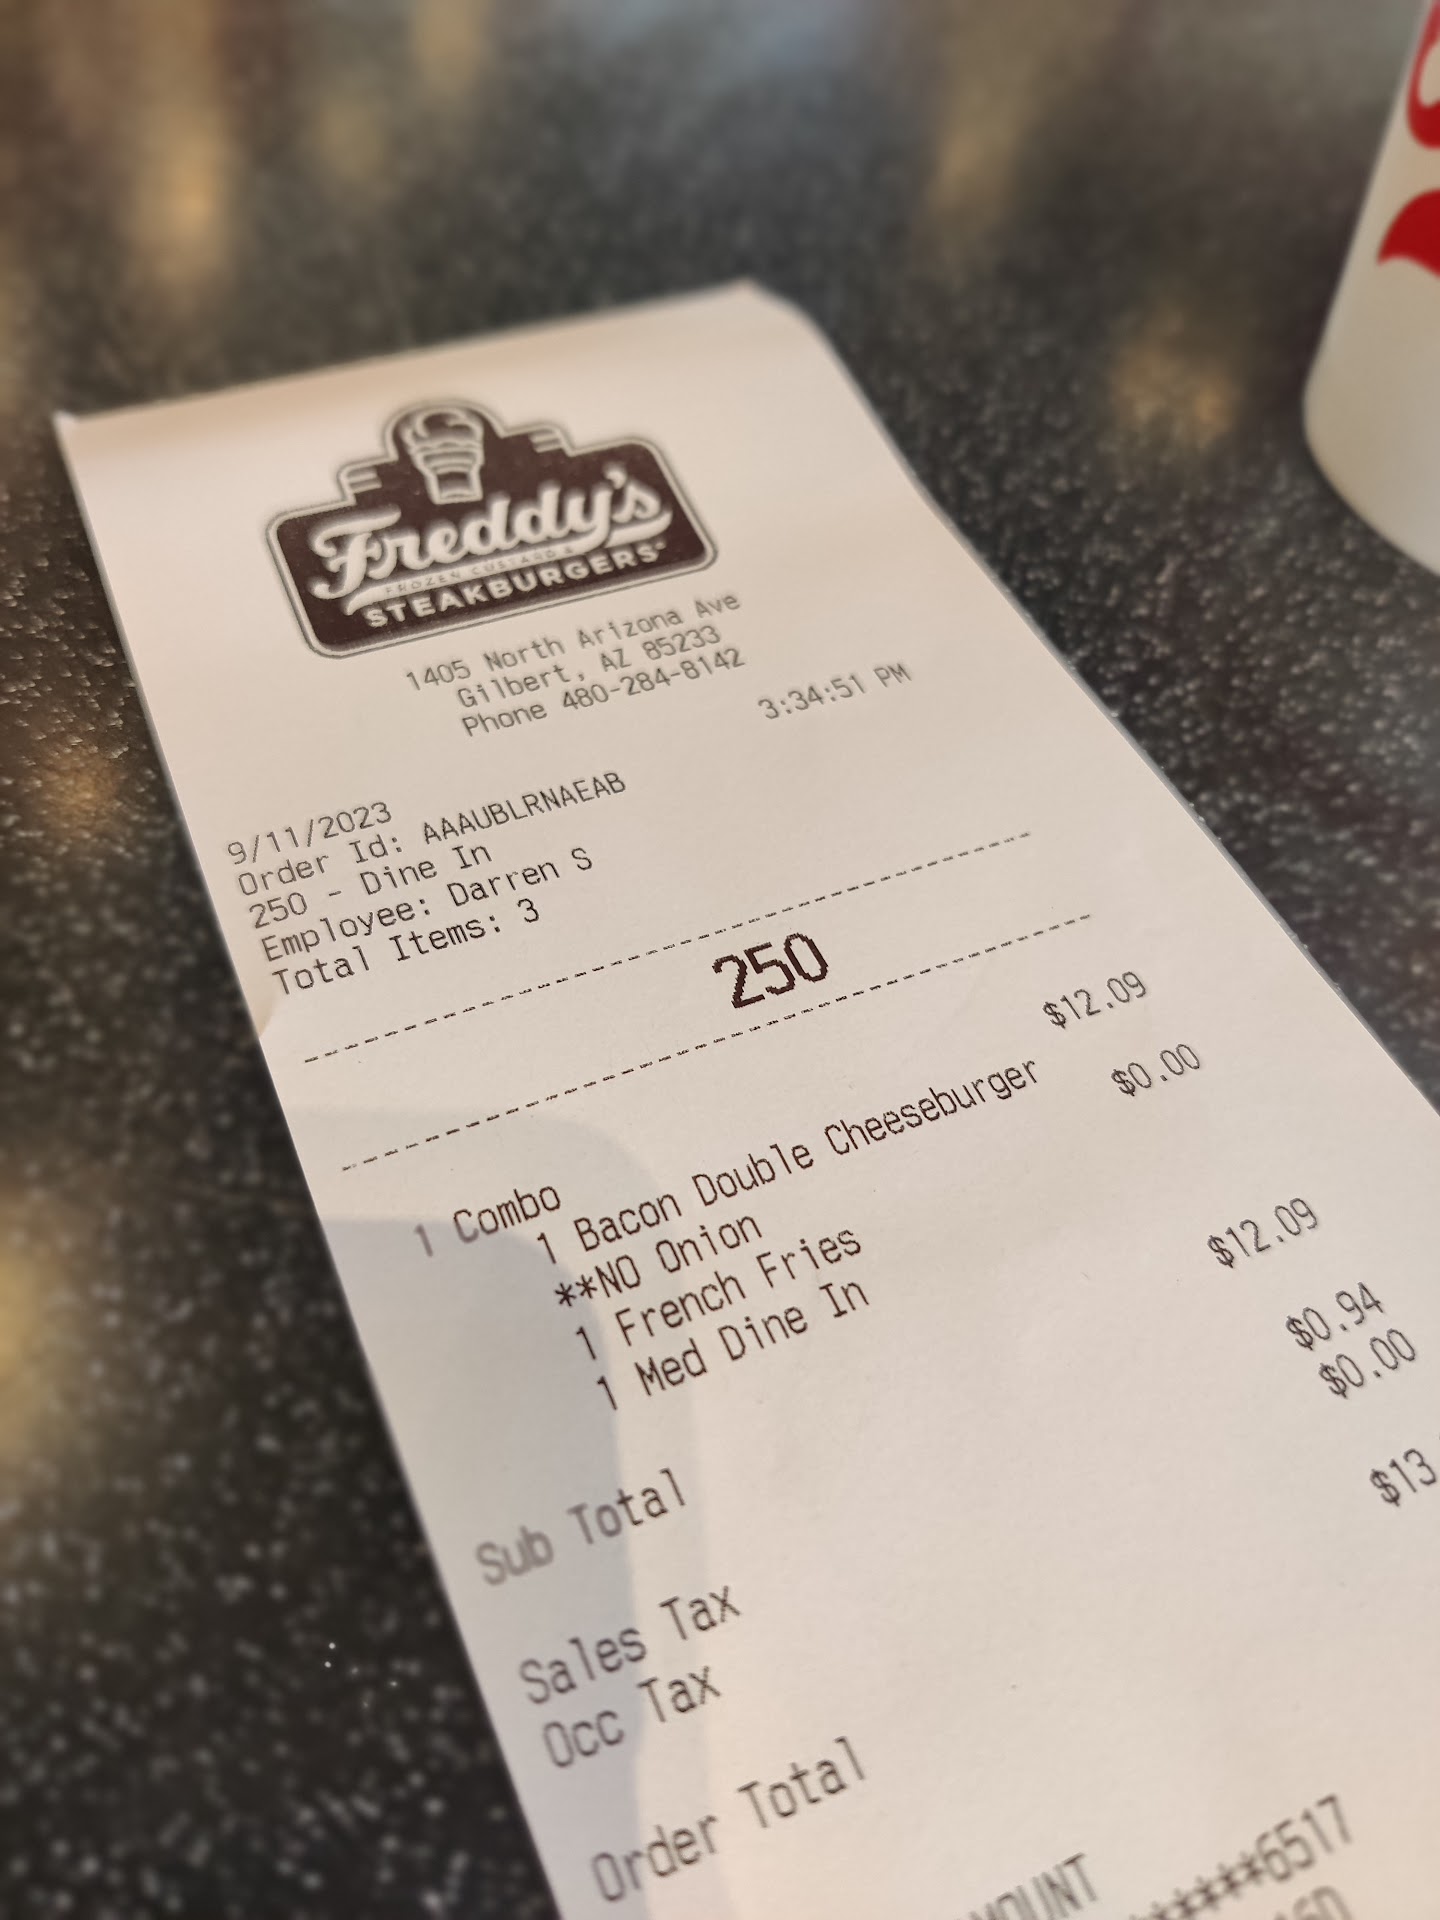 Freddy's
FROZEN CUSTARD &
STEAKBURGERS
1405 North Arizona Ave
Gilbert, AZ 85233
Phone 480-284-8142
3:34:51 PM
9/11/2023
Order Id: AAAUBLRNAEAB
250 - Dine In
Employee: Darren S
Total Items: 3
250
1 Combo $12.09
1 Bacon Double Cheeseburger $0.00
**NO Onion
1 French Fries
1 Med Dine In
Sub Total $12.09
Sales Tax $0.94
Occ Tax $0.00
Order Total $13.
******6517